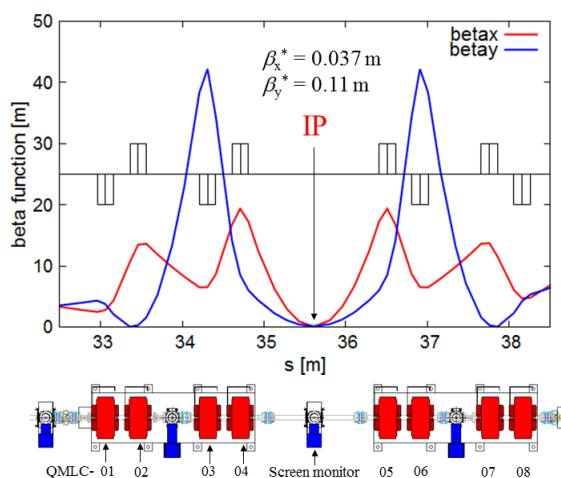 50
40
30
20
10
0
beta function [m]
betax
betay
βx* = 0.037 m
βy* = 0.11 m
IP
33 34 35 36 37 38
s [m]
QMLC- 01 02 03 04 Screen monitor 05 06 07 08